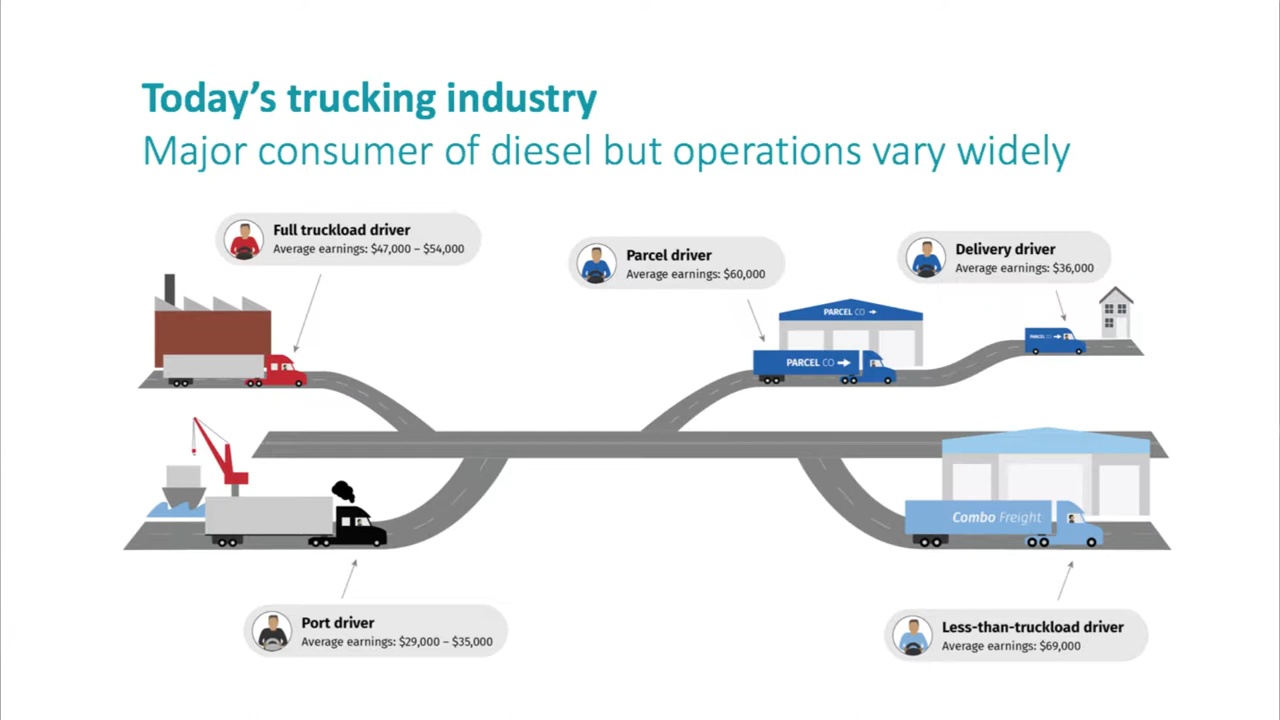 Today's trucking industry
Major consumer of diesel but operations vary widely
Full truckload driver
Average earnings: $47,000 – $54,000
Parcel driver
Average earnings: $60,000
Delivery driver
Average earnings: $36,000
PARCEL CO
PARCEL CO
PARCEL CO
Combo Freight
Port driver
Average earnings: $29,000 – $35,000
Less-than-truckload driver
Average earnings: $69,000